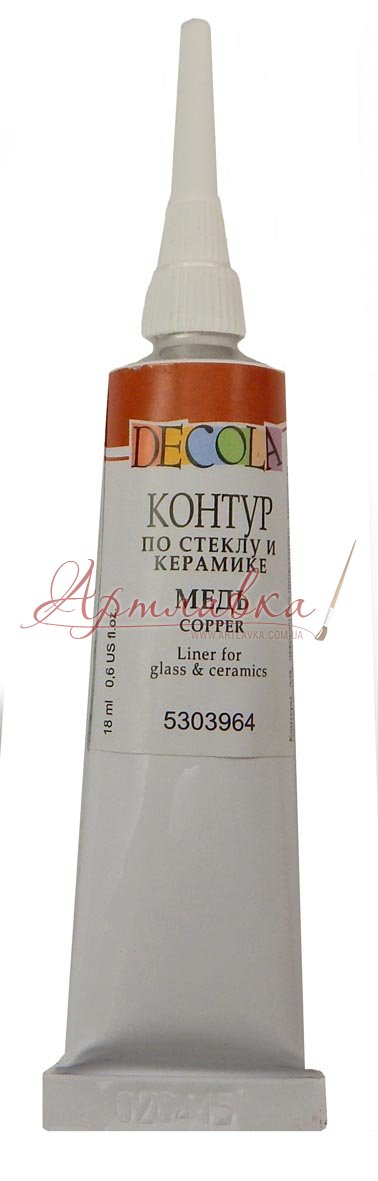 DECOLA
КОНТУР
ПО СТЕКЛУ И
КЕРАМИКЕ
Артлавка
МЕДЬ
WWW.ARTLAVKA.COM.UA
COPPER
Liner for
glass & ceramics
18 ml 0,6 US fl.oz.
5303964